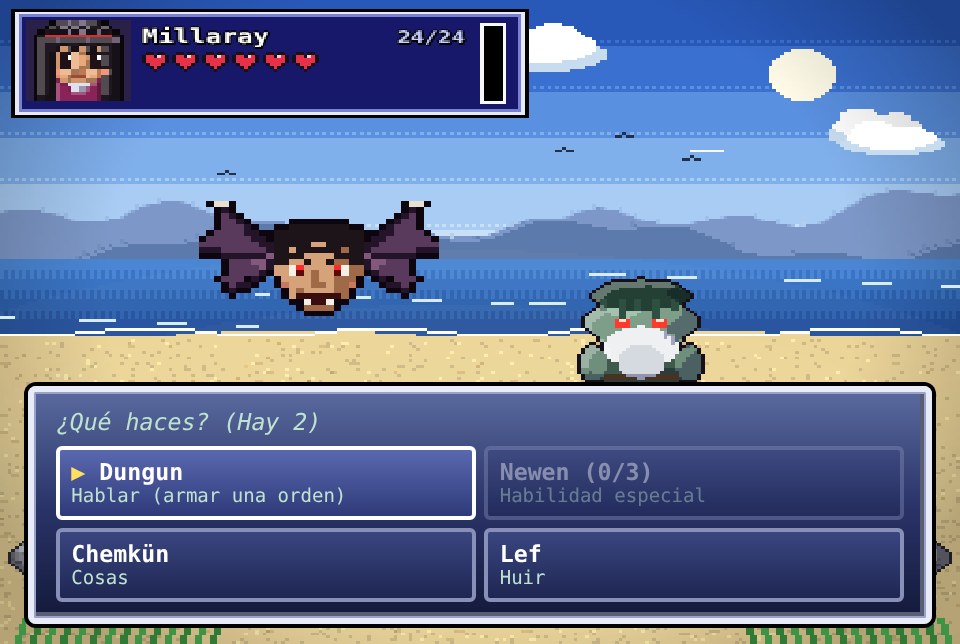 Millaray 24/24
¿Qué haces? (Hay 2)
▶ Dungun
Hablar (armar una orden)
Newen (0/3)
Habilidad especial
Chemkün
Cosas
Lef
Huir